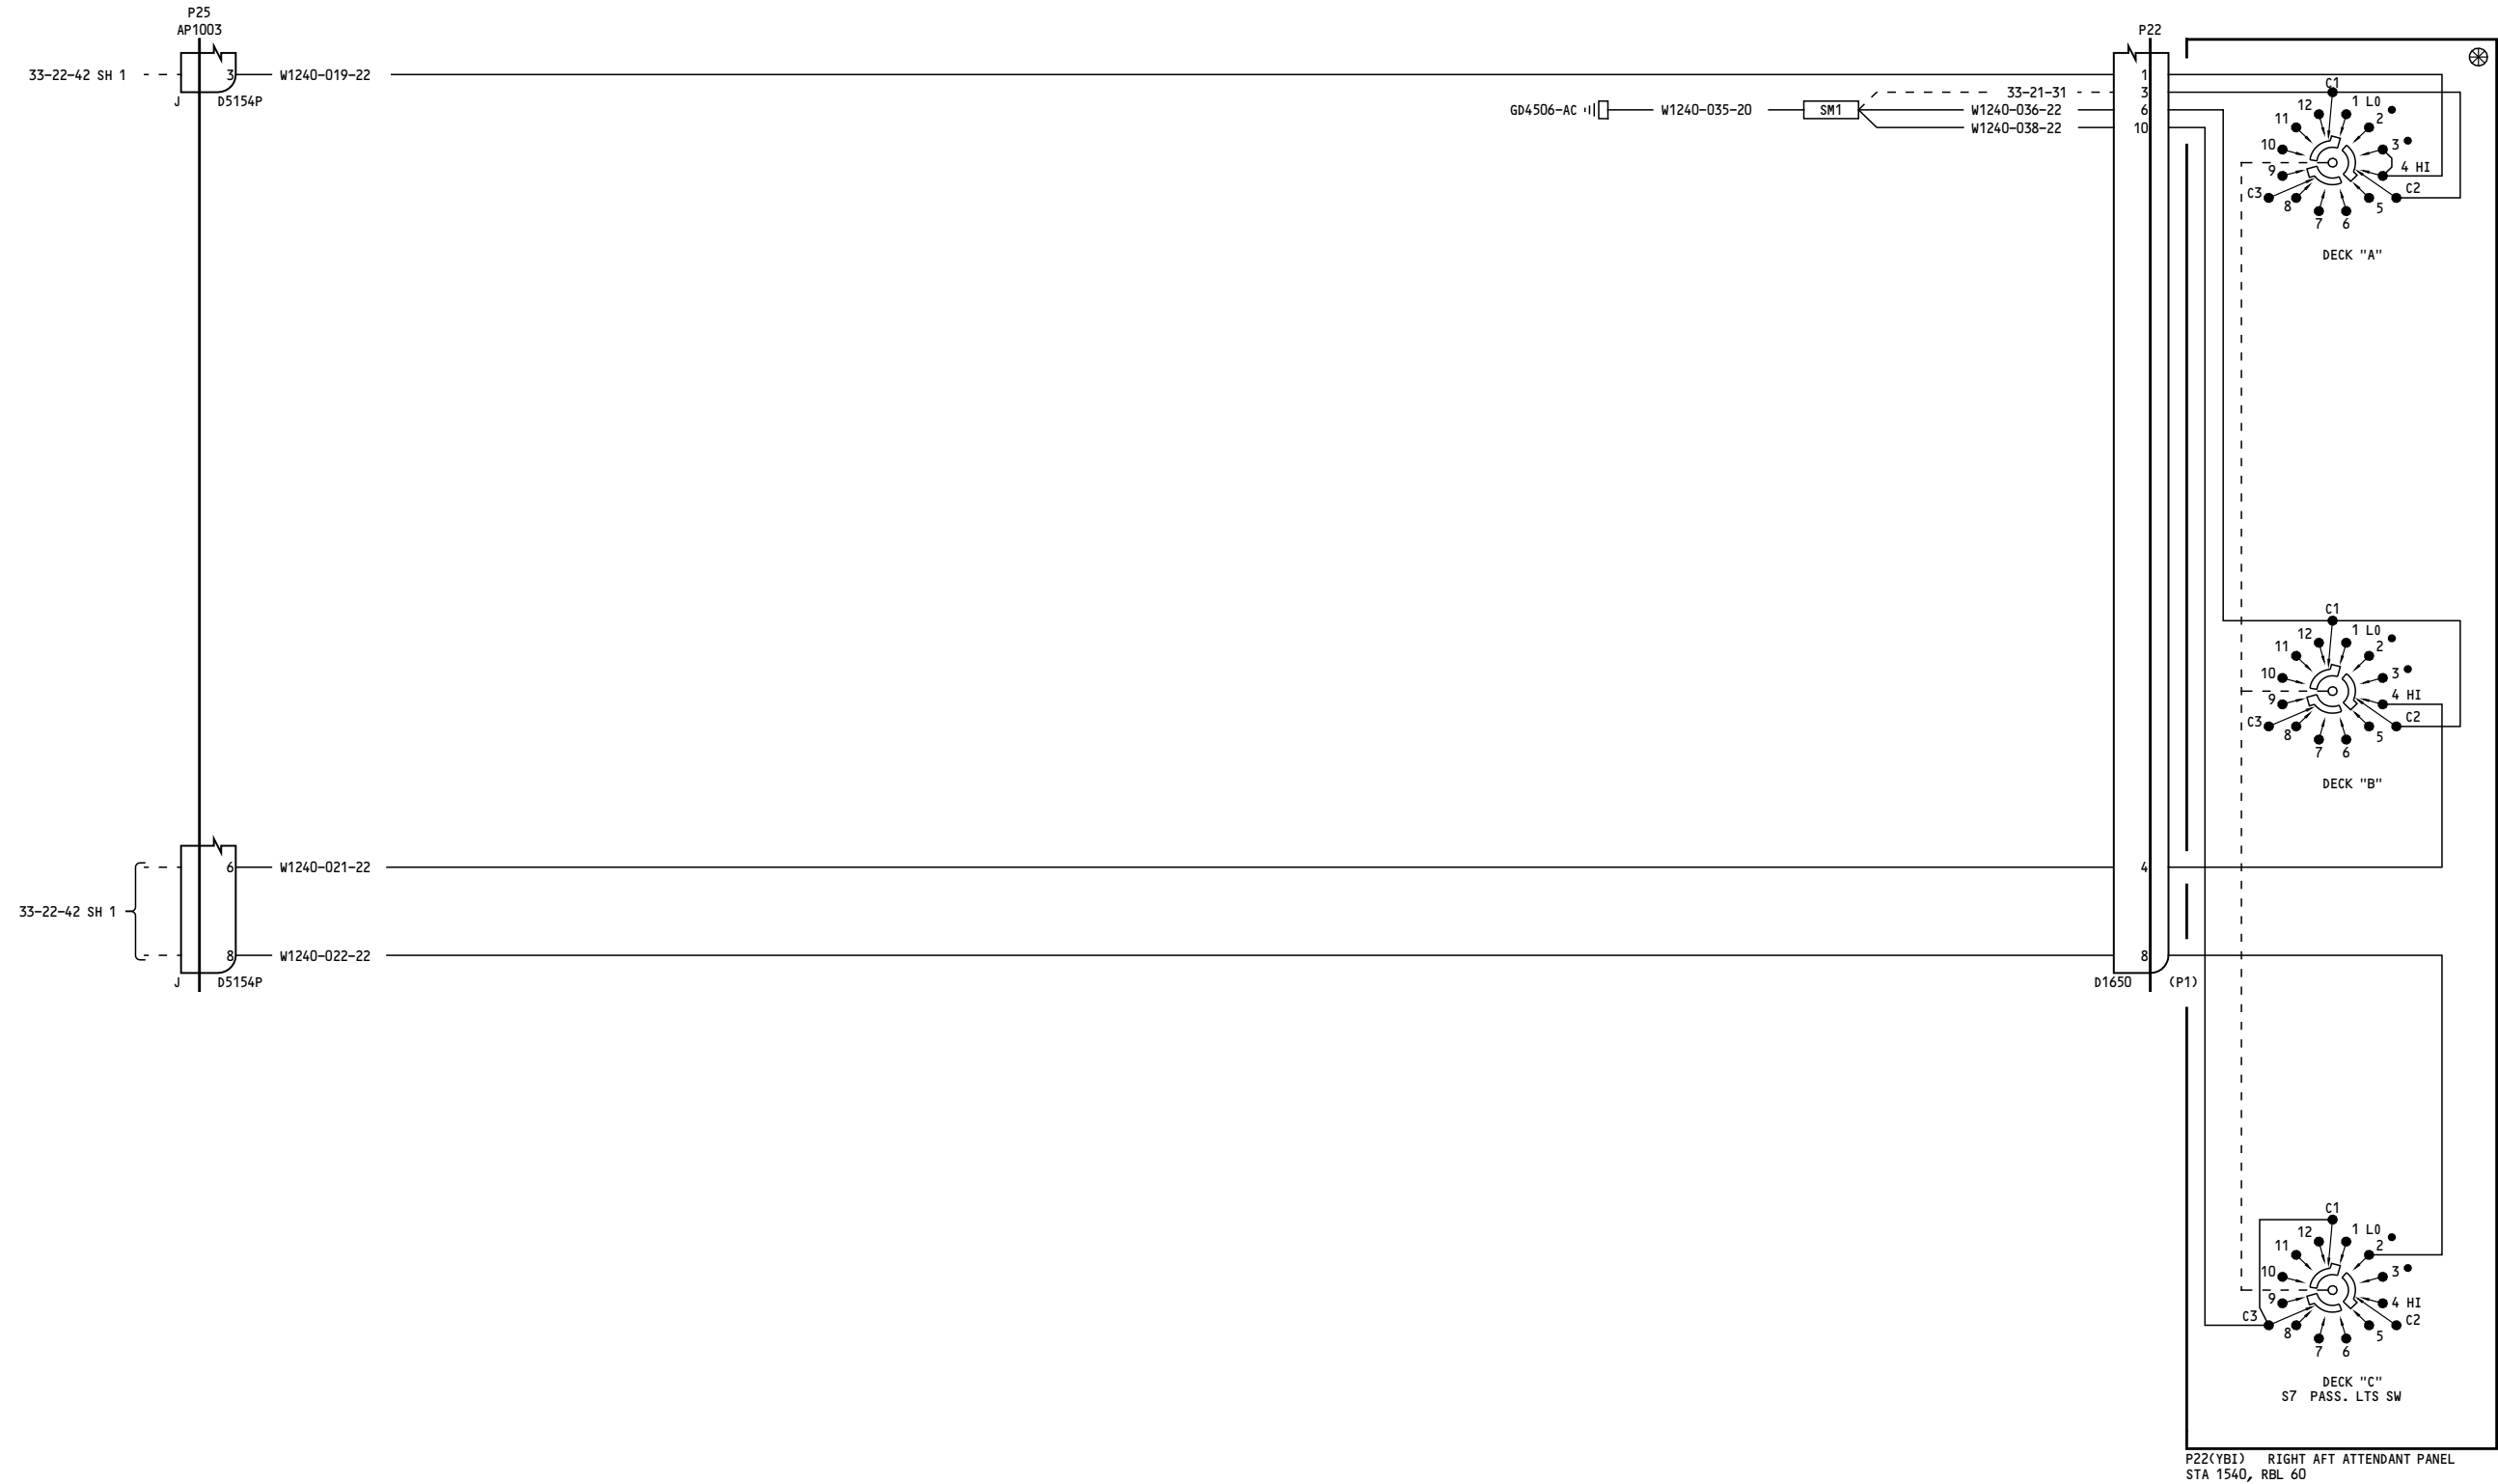 P25
AP1003
33-22-42 SH 1
3
W1240-019-22
J
D5154P
GD4506-AC
W1240-035-20
SM1
33-21-31
W1240-036-22
W1240-038-22
P22
1
3
6
10
C1
12
1 LO
11
2
10
3
9
4 HI
C3
C2
8
5
7
6
DECK "A"
C1
12
1 LO
11
2
10
3
9
4 HI
C3
C2
8
5
7
6
DECK "B"
33-22-42 SH 1
6
W1240-021-22
4
8
W1240-022-22
8
J
D5154P
D1650
(P1)
C1
12
1 LO
11
2
10
3
9
4 HI
C3
C2
8
5
7
6
DECK "C"
S7 PASS. LTS SW
P22(YBI) RIGHT AFT ATTENDANT PANEL
STA 1540, RBL 60